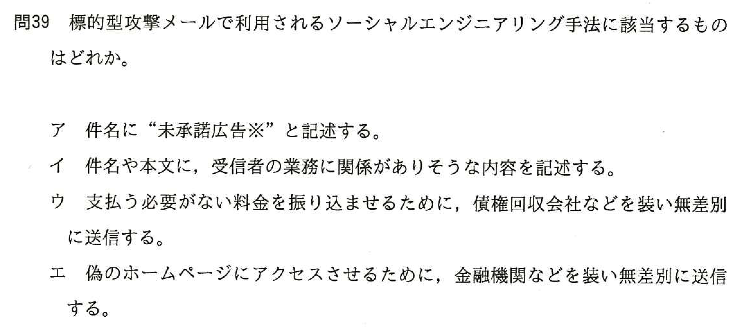 問39 標的型攻撃メールで利用されるソーシャルエンジニアリング手法に該当するもの
はどれか。
ア 件名に“未承諾広告※”と記述する。
イ 件名や本文に，受信者の業務に関係がありそうな内容を記述する。
ウ 支払う必要がない料金を振り込ませるために，債権回収会社などを装い無差別
に送信する。
エ 偽のホームページにアクセスさせるために，金融機関などを装い無差別に送信
する。